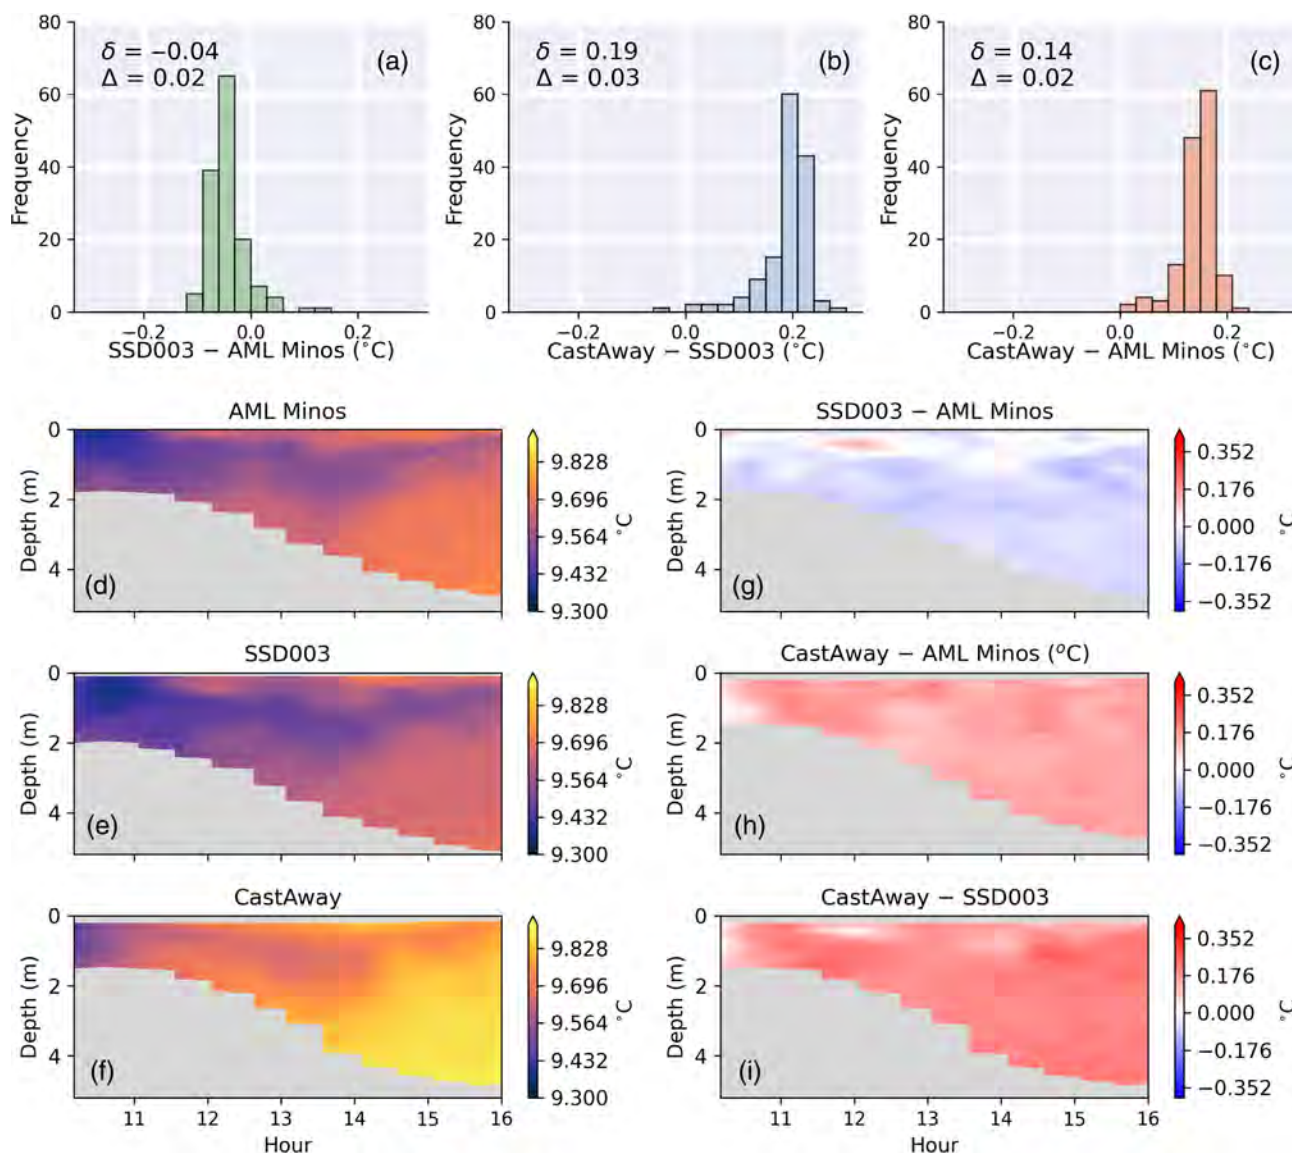 80
60
40
20
0
Frequency
δ = −0.04
Δ = 0.02
(a)
−0.2
0.0
0.2
SSD003 − AML Minos (°C)
80
60
40
20
0
Frequency
δ = 0.19
Δ = 0.03
(b)
−0.2
0.0
0.2
CastAway − SSD003 (°C)
80
60
40
20
0
Frequency
δ = 0.14
Δ = 0.02
(c)
−0.2
0.0
0.2
CastAway − AML Minos (°C)
AML Minos
0
2
4
Depth (m)
(d)
9.828
9.696
9.564
9.432
9.300
°C
SSD003 − AML Minos
0
2
4
Depth (m)
(g)
0.352
0.176
0.000
−0.176
−0.352
°C
SSD003
0
2
4
Depth (m)
(e)
9.828
9.696
9.564
9.432
9.300
°C
CastAway − AML Minos (°C)
0
2
4
Depth (m)
(h)
0.352
0.176
0.000
−0.176
−0.352
°C
CastAway
0
2
4
Depth (m)
(f)
11
12
13
14
15
16
Hour
9.828
9.696
9.564
9.432
9.300
°C
CastAway − SSD003
0
2
4
Depth (m)
(i)
11
12
13
14
15
16
Hour
0.352
0.176
0.000
−0.176
−0.352
°C